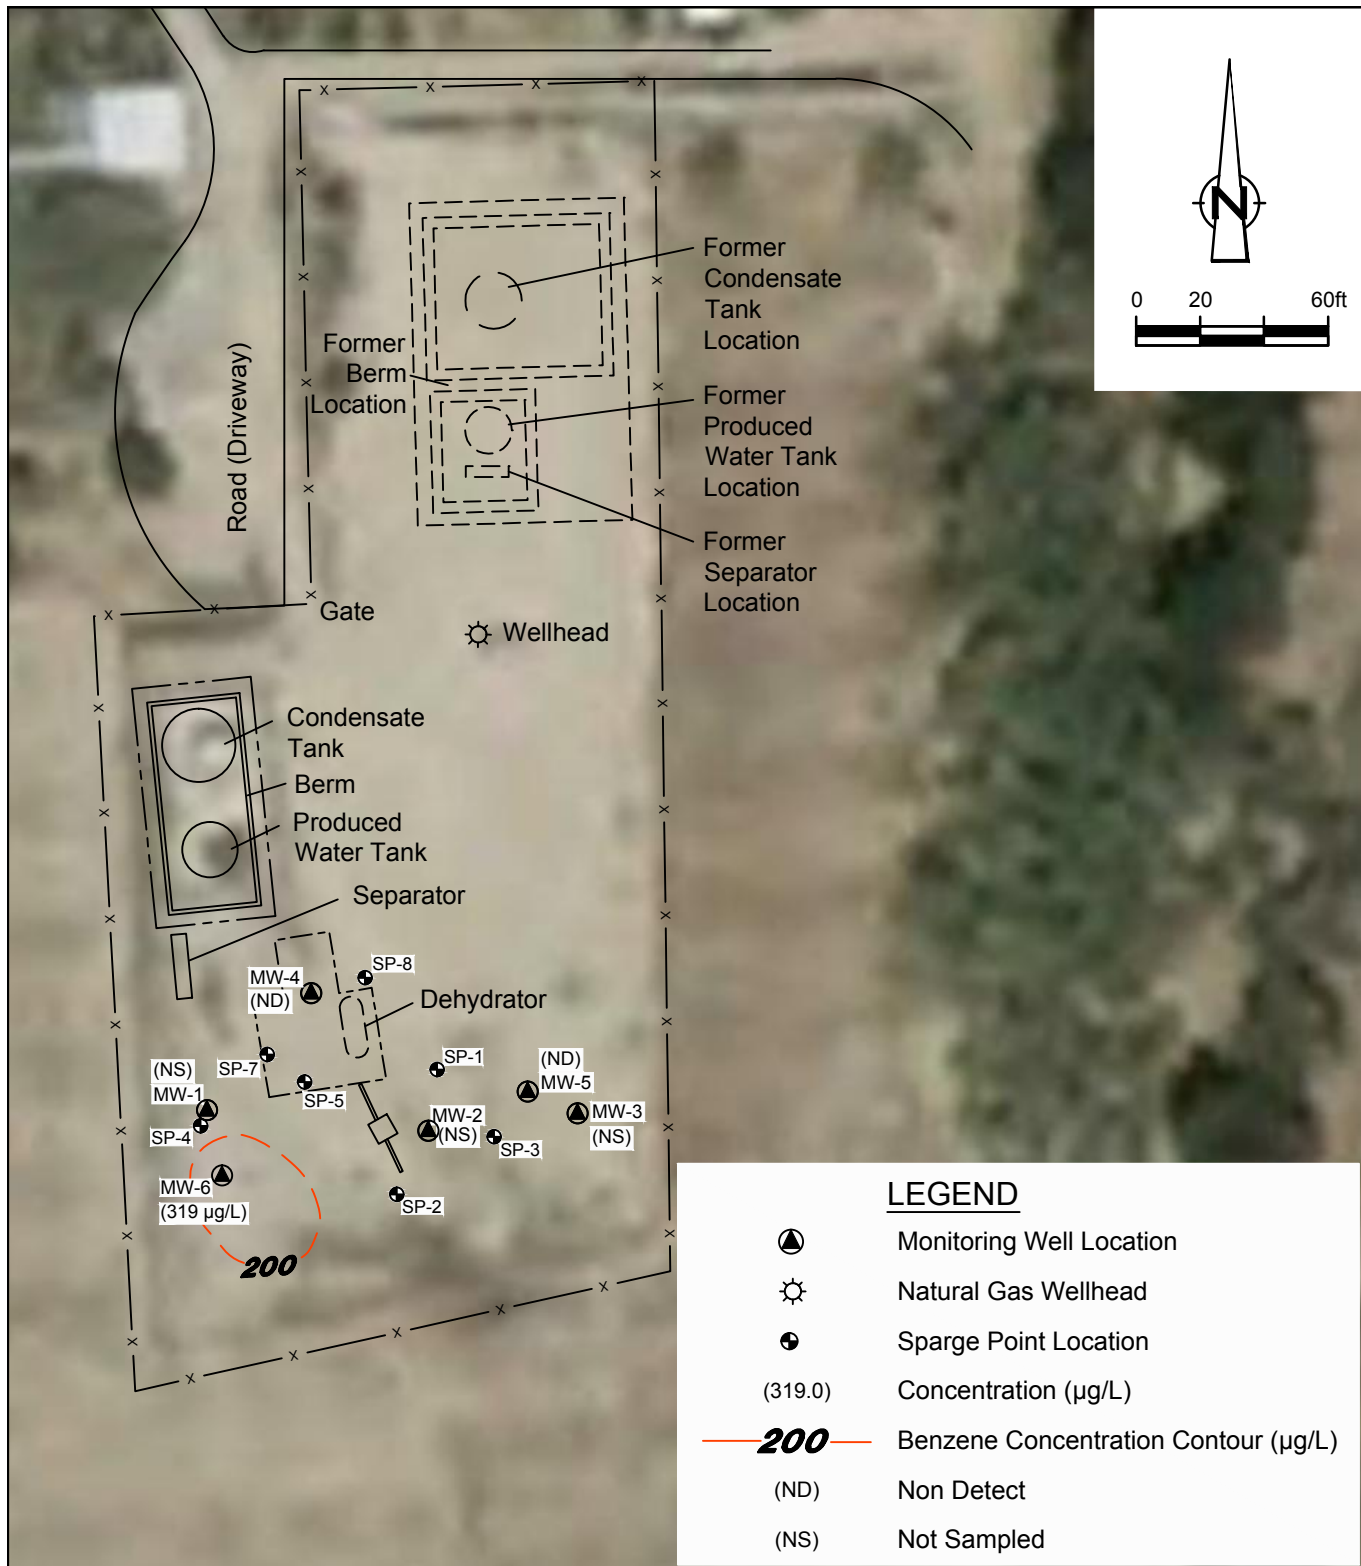 N
0 20 60ft
Former
Condensate
Tank
Location
Former
Berm
Location
Former
Produced
Water Tank
Location
Road (Driveway)
Former
Separator
Location
Gate
Wellhead
Condensate
Tank
Berm
Produced
Water Tank
Separator
SP-8
MW-4
(ND)
Dehydrator
SP-7
SP-5
SP-1
(ND)
MW-5
(NS)
MW-1
SP-4
MW-2
(NS)
SP-3
MW-3
(NS)
MW-6
(319 µg/L)
SP-2
200
LEGEND
Monitoring Well Location
Natural Gas Wellhead
Sparge Point Location
(319.0) Concentration (µg/L)
200 Benzene Concentration Contour (µg/L)
(ND) Non Detect
(NS) Not Sampled